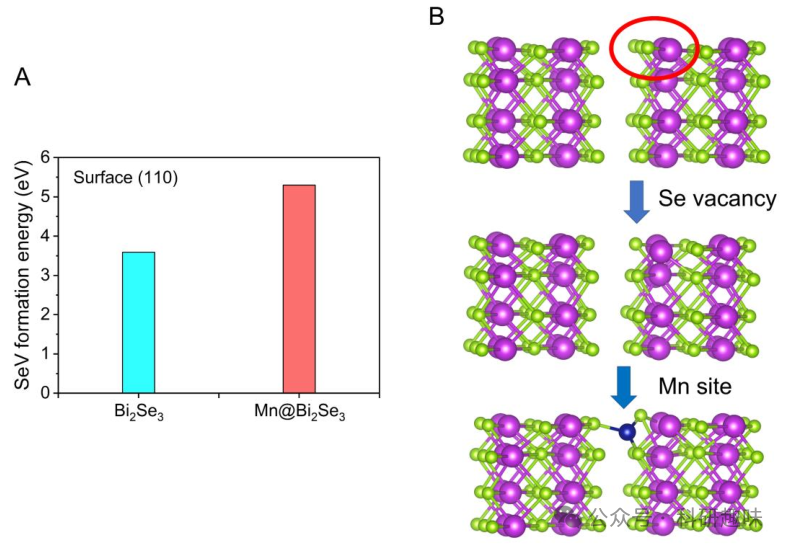 A
Surface (110)
SeV formation energy (eV)
6
5
4
3
2
1
0
Bi₂Se₃
Mn@Bi₂Se₃
B
Se vacancy
Mn site
公众号 · 科研趣味